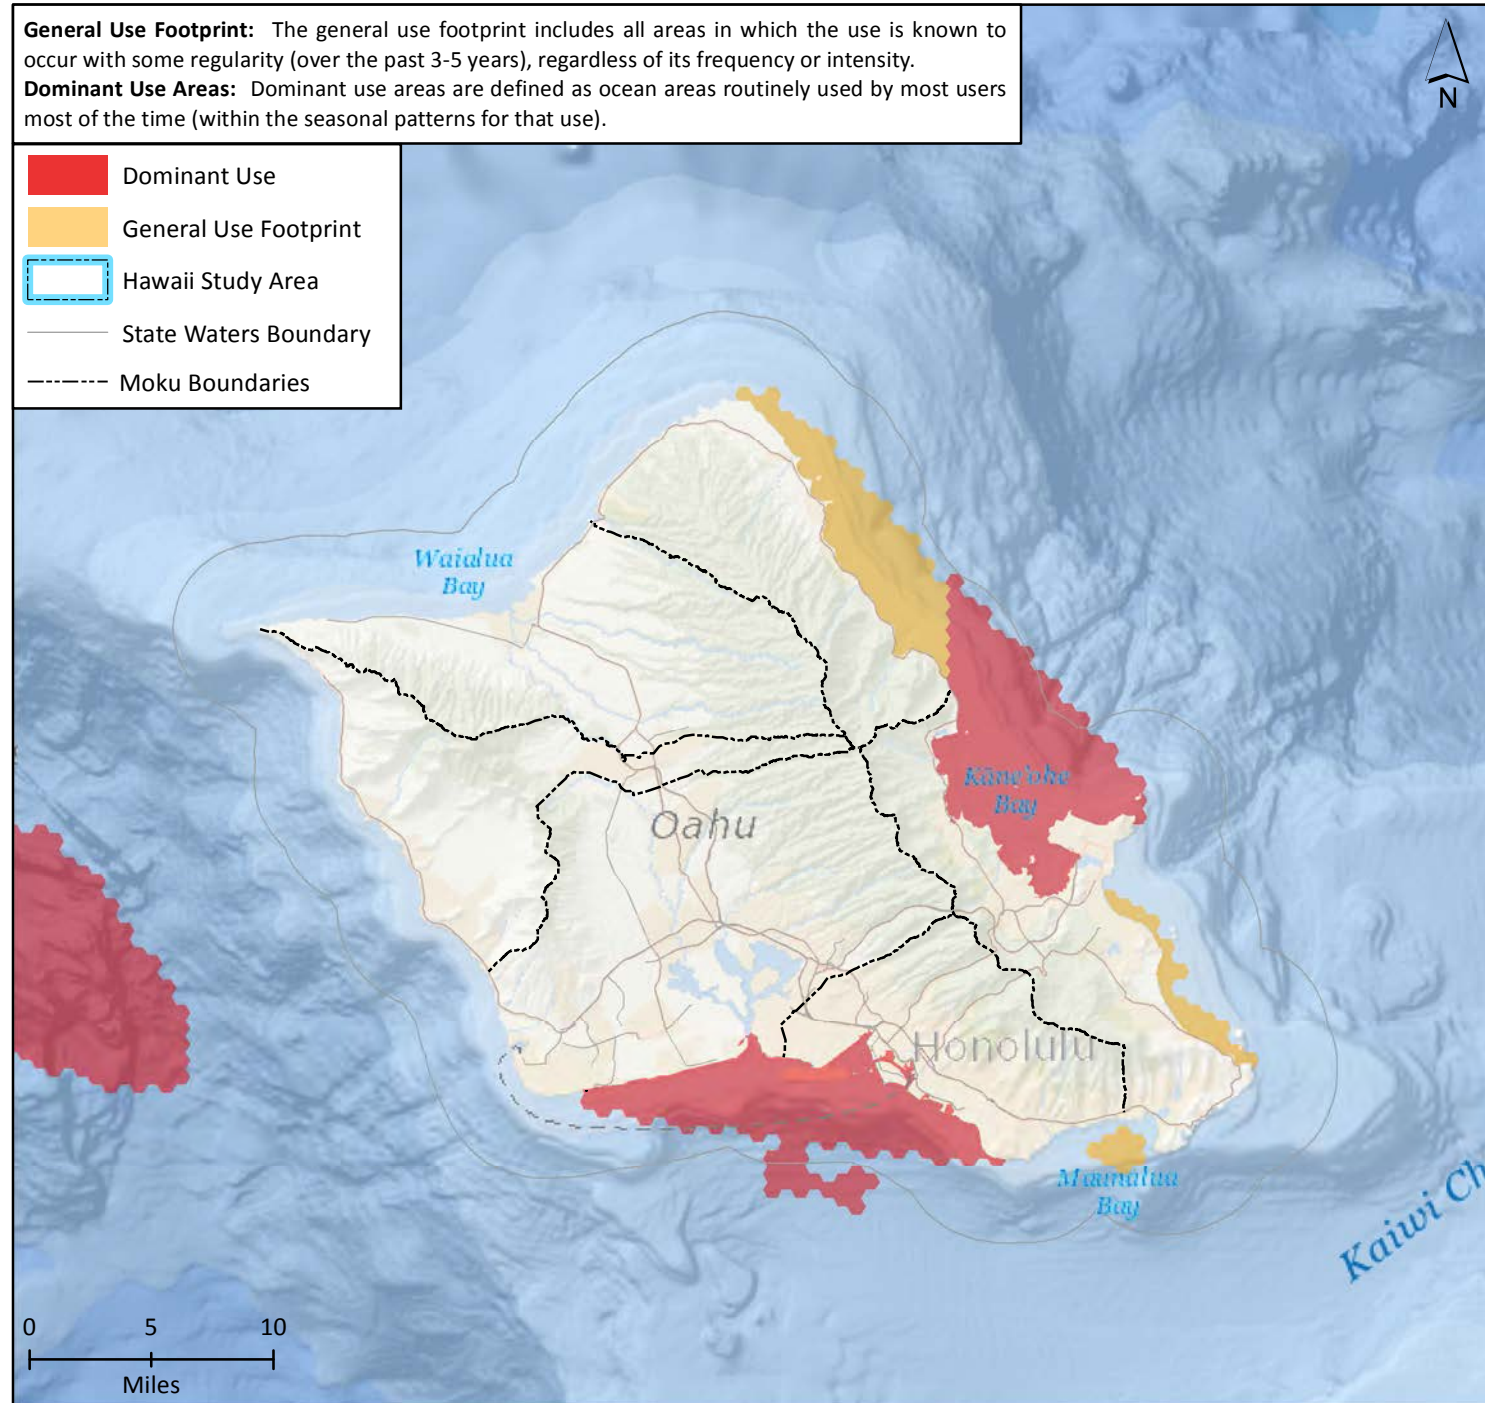 General Use Footprint: The general use footprint includes all areas in which the use is known to
occur with some regularity (over the past 3-5 years), regardless of its frequency or intensity.
Dominant Use Areas: Dominant use areas are defined as ocean areas routinely used by most users
most of the time (within the seasonal patterns for that use).
N
Dominant Use
General Use Footprint
Hawaii Study Area
State Waters Boundary
Moku Boundaries
Waialua
Bay
Kāne'ohe
Bay
Oahu
Honolulu
Maunalua
Bay
Kaiwi Ch
0 5 10
Miles